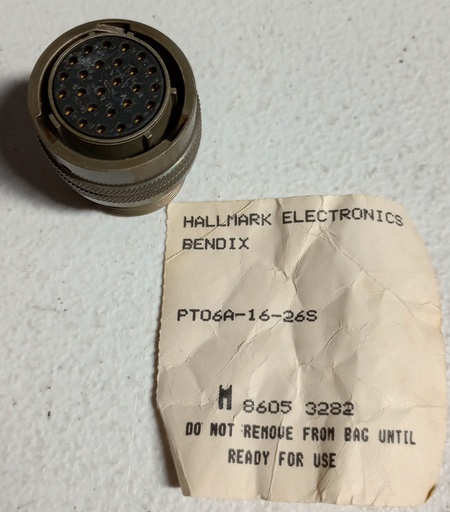 HALLMARK ELECTRONICS
BENDIX
PT06A-16-26S
M 8605 3282
DO NOT REMOVE FROM BAG UNTIL
READY FOR USE